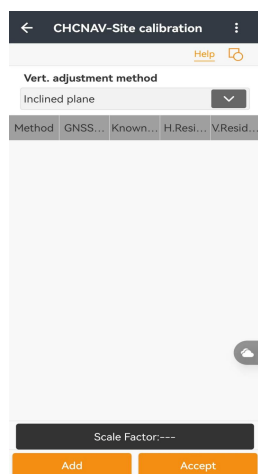 CHCNAV-Site calibration
Help
Vert. adjustment method
Inclined plane
Method GNSS... Known... H.Resi... V.Resid...
Scale Factor:---
Add Accept